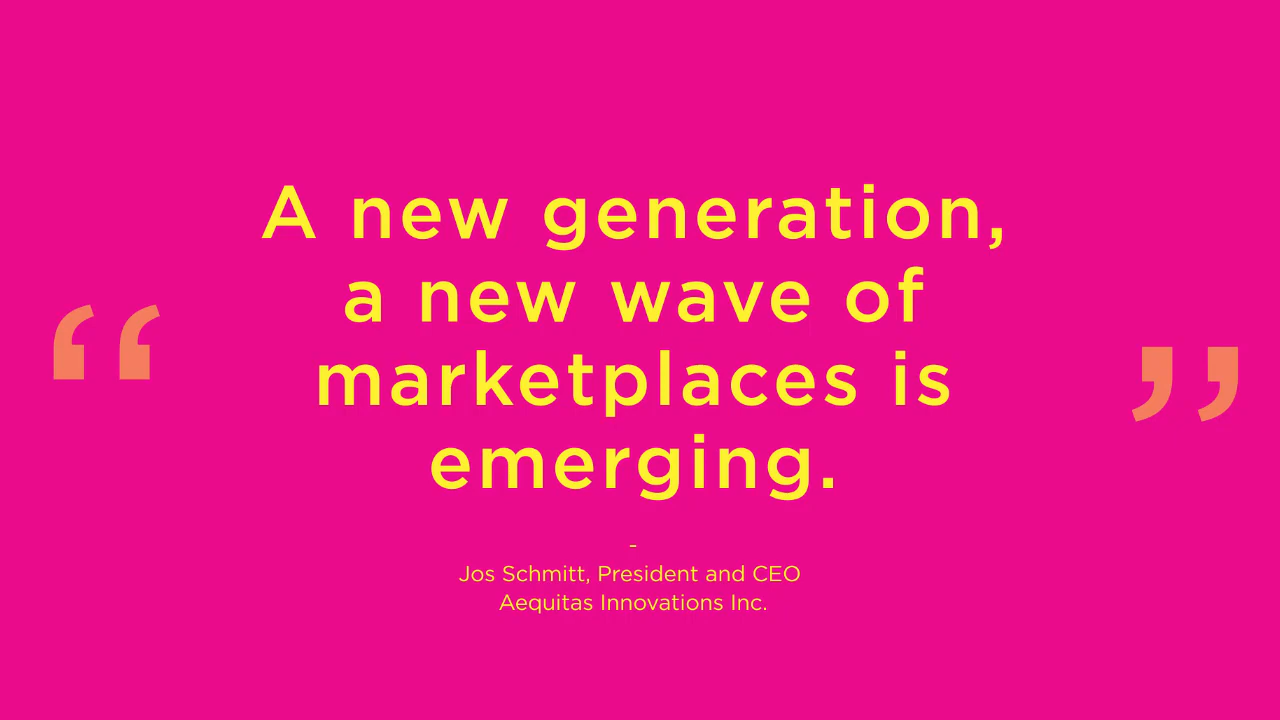 A new generation,
a new wave of
“ ”
marketplaces is
emerging.
-
Jos Schmitt, President and CEO
Aequitas Innovations Inc.